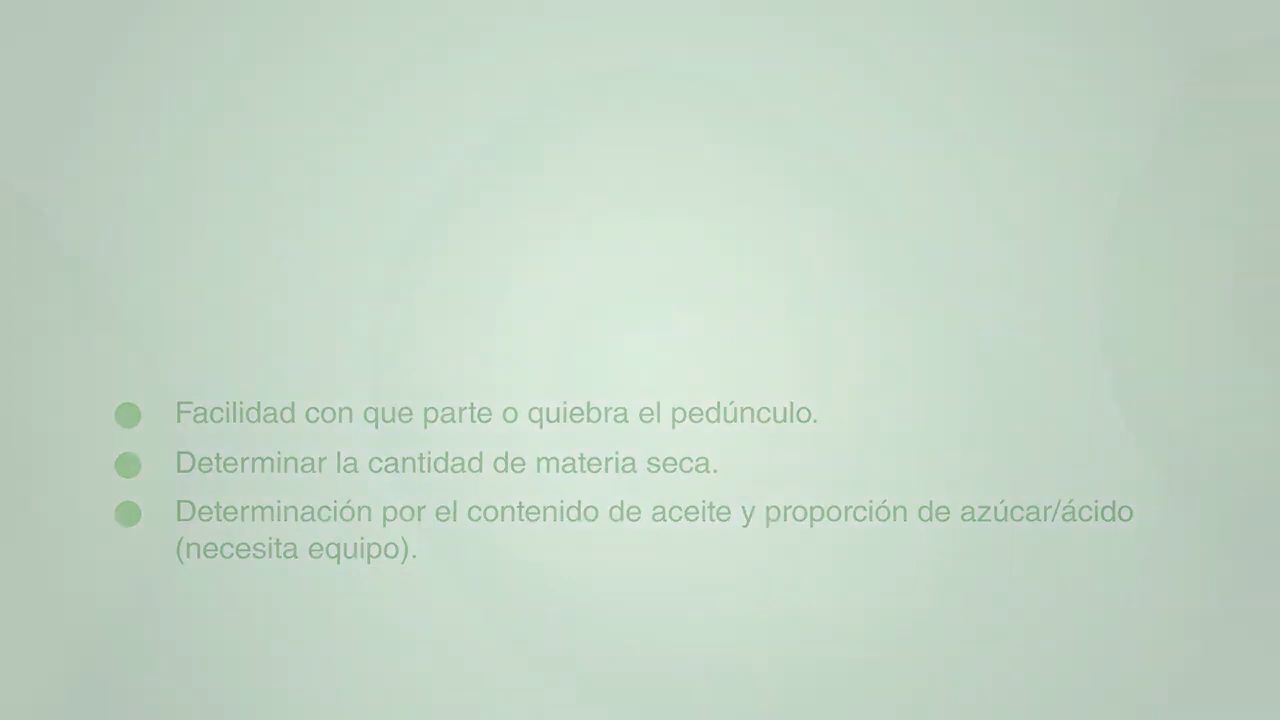 Facilidad con que parte o quiebra el pedúnculo.
Determinar la cantidad de materia seca.
Determinación por el contenido de aceite y proporción de azúcar/ácido
(necesita equipo).